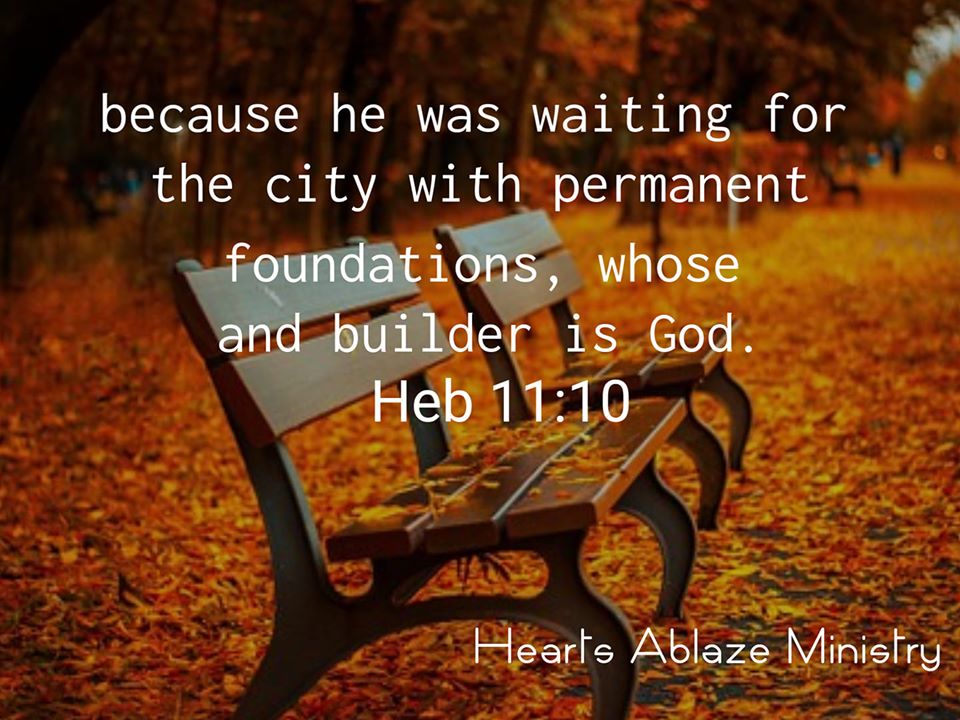 because he was waiting for
the city with permanent
foundations, whose
and builder is God.
Heb 11:10
Hearts Ablaze Ministry